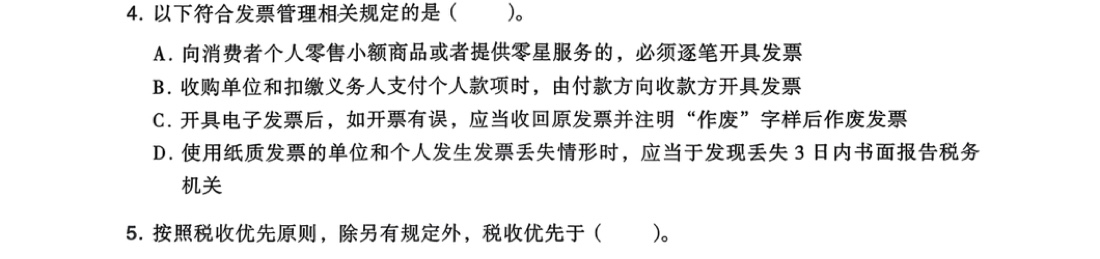 4. 以下符合发票管理相关规定的是（　　）。
A. 向消费者个人零售小额商品或者提供零星服务的，必须逐笔开具发票
B. 收购单位和扣缴义务人支付个人款项时，由付款方向收款方开具发票
C. 开具电子发票后，如开票有误，应当收回原发票并注明“作废”字样后作废发票
D. 使用纸质发票的单位和个人发生发票丢失情形时，应当于发现丢失 3 日内书面报告税务
机关
5. 按照税收优先原则，除另有规定外，税收优先于（　　）。